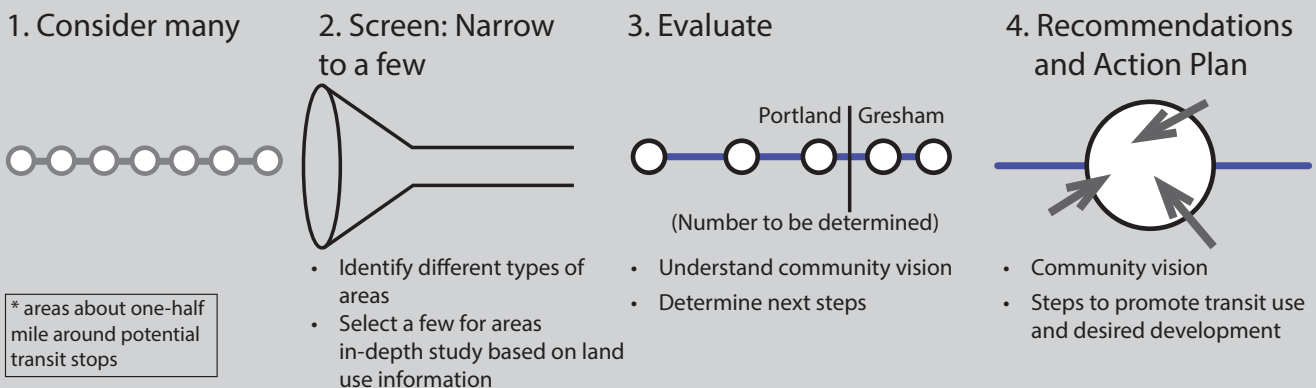 1. Consider many
* areas about one-half
mile around potential
transit stops
2. Screen: Narrow
to a few
• Identify different types of
areas
• Select a few for areas
in-depth study based on land
use information
3. Evaluate
Portland Gresham
(Number to be determined)
• Understand community vision
• Determine next steps
4. Recommendations
and Action Plan
• Community vision
• Steps to promote transit use
and desired development